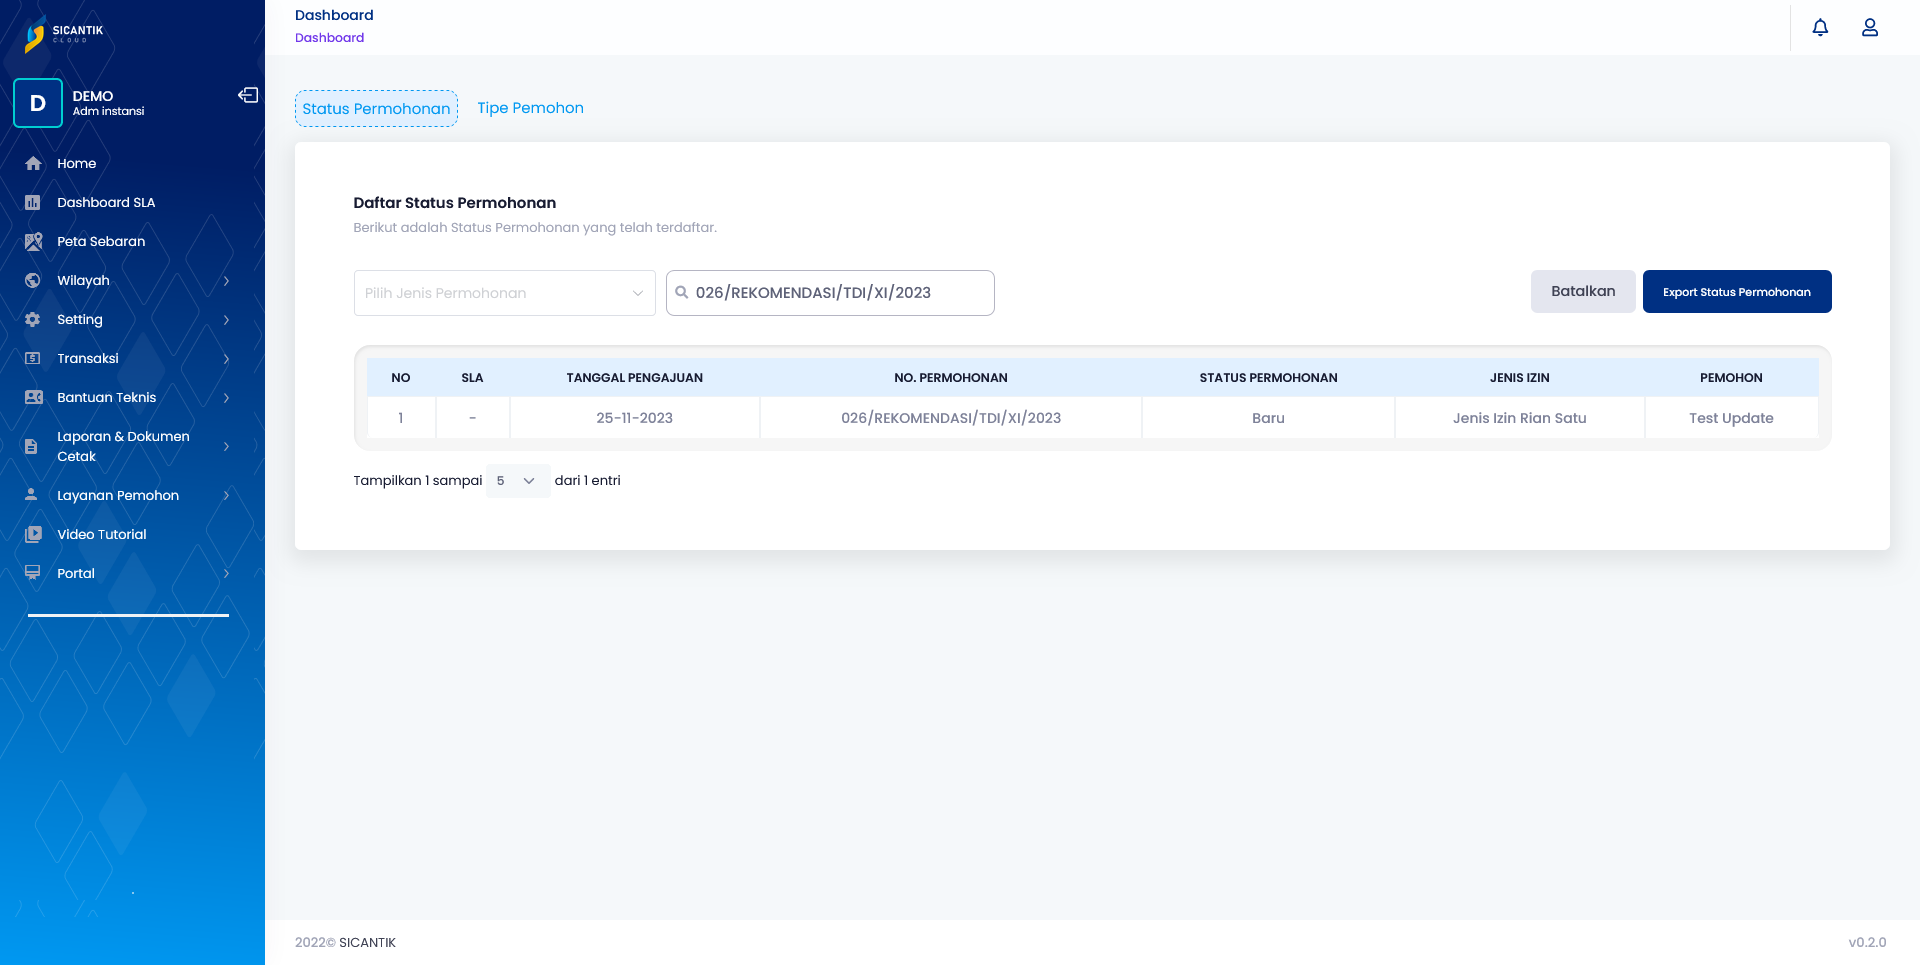 SICANTIK
CLOUD
D
DEMO
Adm instansi
Home
Dashboard SLA
Peta Sebaran
Wilayah
Setting
Transaksi
Bantuan Teknis
Laporan & Dokumen
Cetak
Layanan Pemohon
Video Tutorial
Portal
Dashboard
Dashboard
Status Permohonan
Tipe Pemohon
Daftar Status Permohonan
Berikut adalah Status Permohonan yang telah terdaftar.
Pilih Jenis Permohonan
026/REKOMENDASI/TDI/XI/2023
Batalkan
Export Status Permohonan
NO SLA TANGGAL PENGAJUAN NO. PERMOHONAN STATUS PERMOHONAN JENIS IZIN PEMOHON
1 - 25-11-2023 026/REKOMENDASI/TDI/XI/2023 Baru Jenis Izin Rian Satu Test Update
Tampilkan 1 sampai 5 dari 1 entri
2022© SICANTIK
v0.2.0